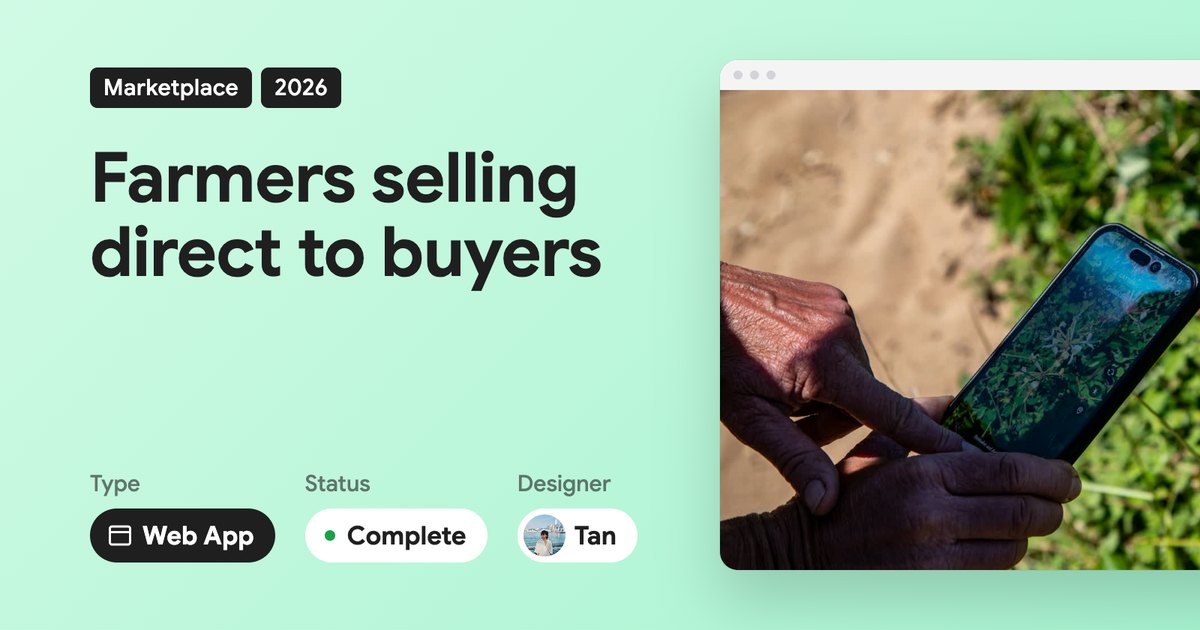 Marketplace 2026
Farmers selling
direct to buyers
Type Status Designer
Web App Complete Tan